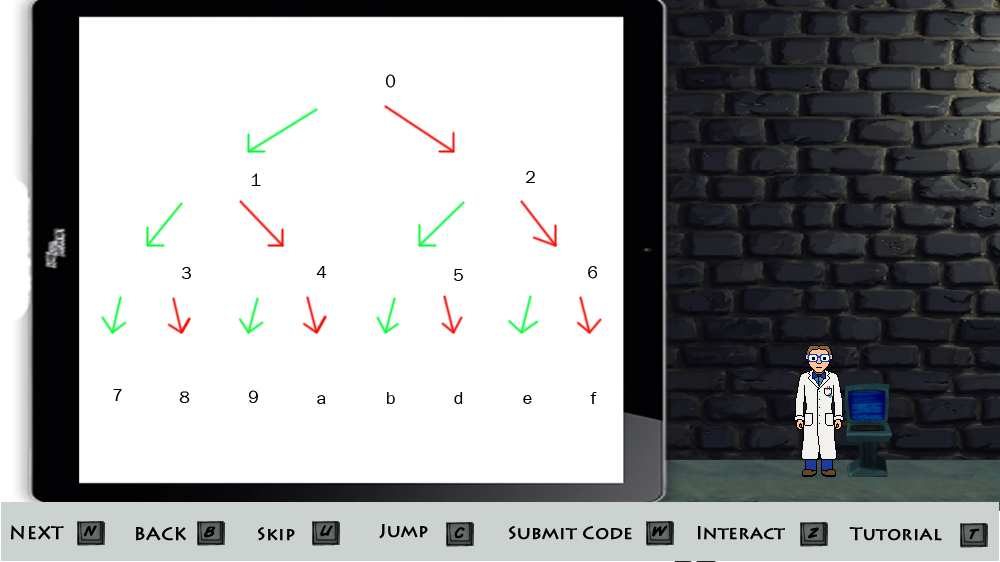 0
1 2
3 4 5 6
7 8 9 a b d e f
NEXT N BACK B SKIP U JUMP C SUBMIT CODE W INTERACT Z TUTORIAL T